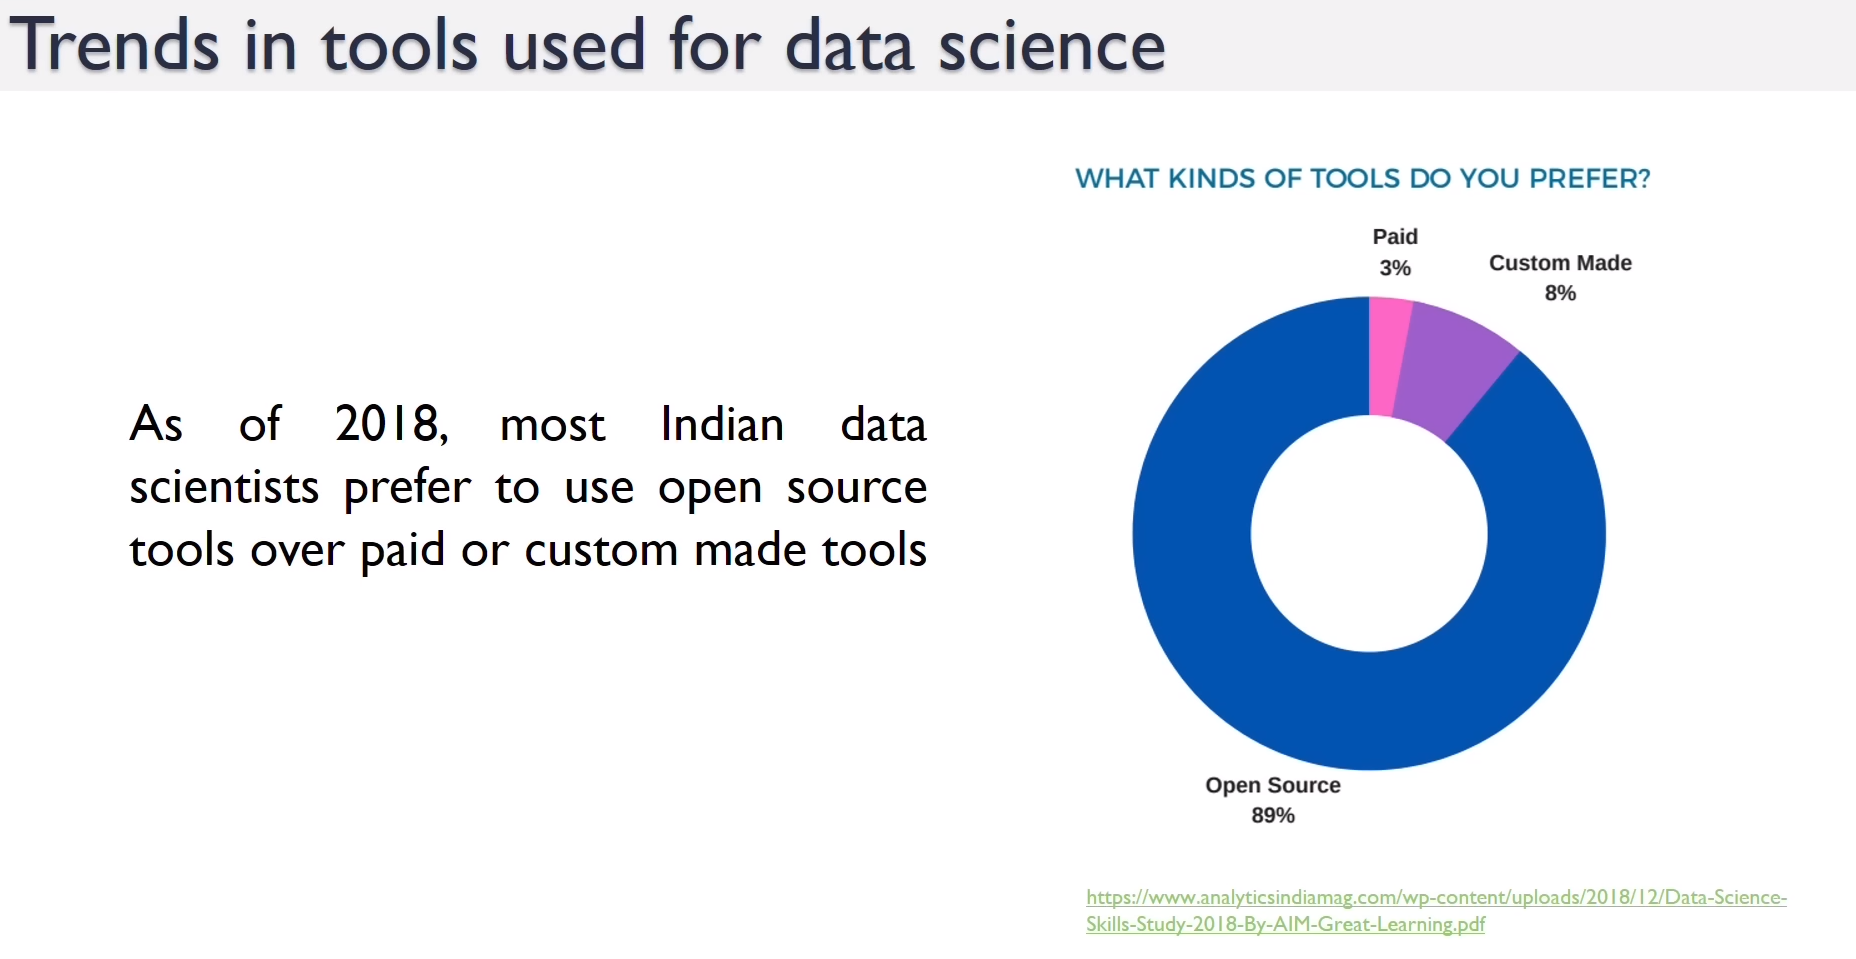 Trends in tools used for data science
As of 2018, most Indian data
scientists prefer to use open source
tools over paid or custom made tools
WHAT KINDS OF TOOLS DO YOU PREFER?
Paid
3%
Custom Made
8%
Open Source
89%
https://www.analyticsindiamag.com/wp-content/uploads/2018/12/Data-Science-
Skills-Study-2018-By-AIM-Great-Learning.pdf